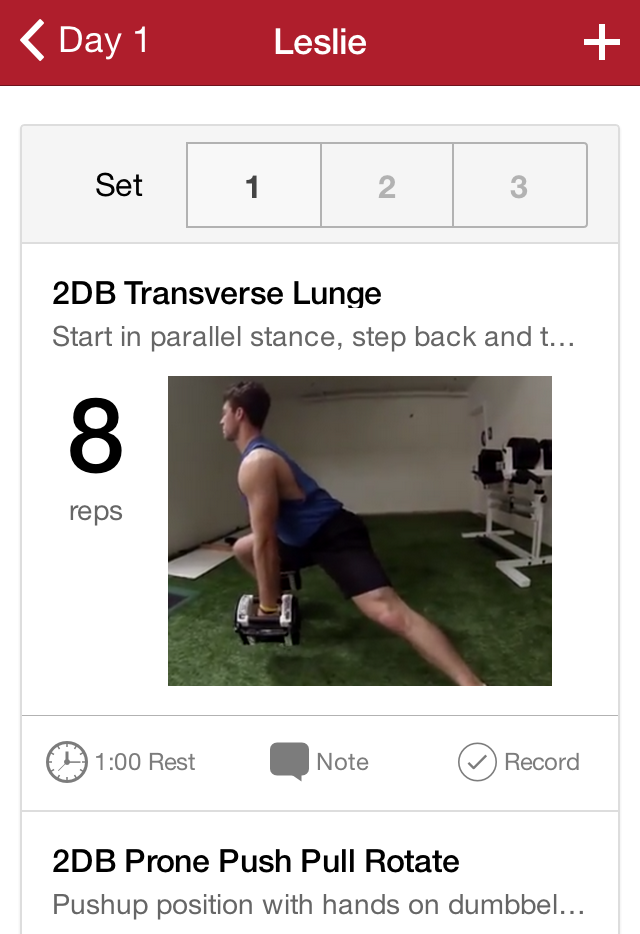 Day 1 Leslie +
Set 1 2 3
2DB Transverse Lunge
Start in parallel stance, step back and t...
8
reps
1:00 Rest Note Record
2DB Prone Push Pull Rotate
Pushup position with hands on dumbbel...